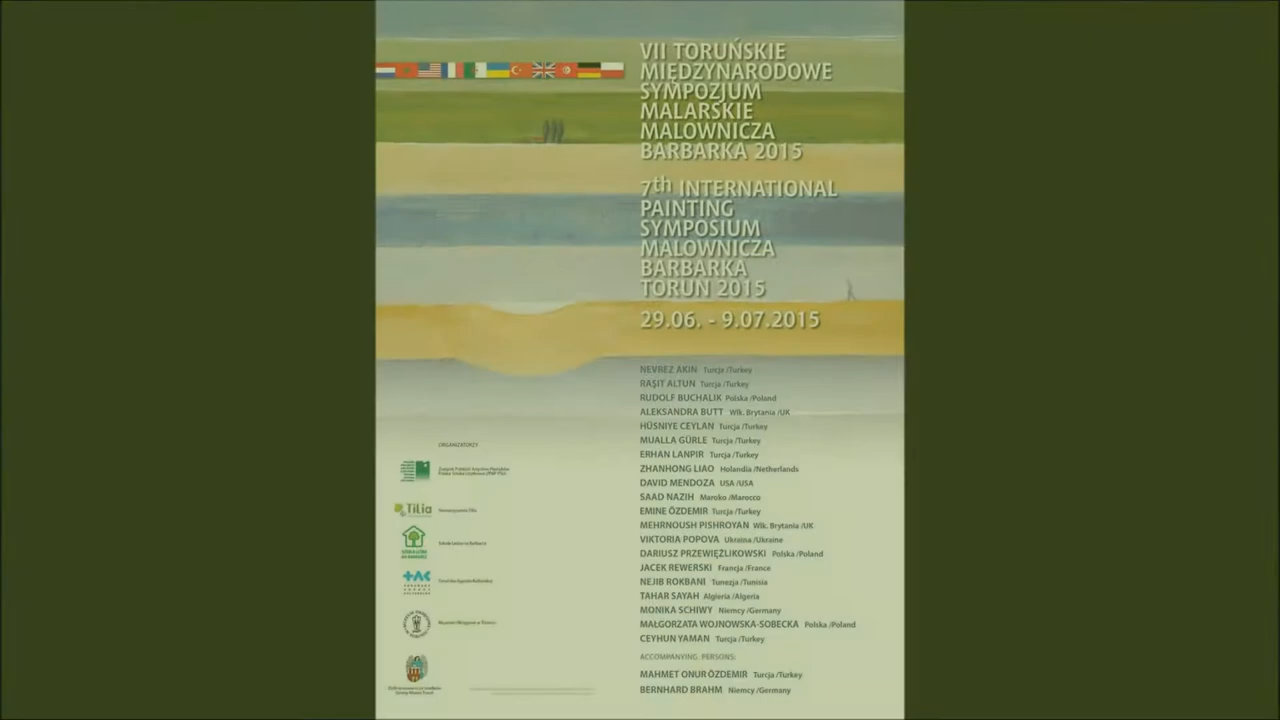 VII TORUŃSKIE
MIĘDZYNARODOWE
SYMPOZJUM
MALARSKIE
MALOWNICZA
BARBARKA 2015
7th INTERNATIONAL
PAINTING
SYMPOSIUM
MALOWNICZA
BARBARKA
TORUN 2015
29.06. - 9.07.2015
NEVREZ AKIN Turcja /Turkey
RAŞIT ALTUN Turcja /Turkey
RUDOLF BUCHALIK Polska /Poland
ALEKSANDRA BUTT Wlk. Brytania /UK
HÜSNIYE CEYLAN Turcja /Turkey
MUALLA GÜRLE Turcja /Turkey
ERHAN LANPIR Turcja /Turkey
ZHANHONG LIAO Holandia /Netherlands
DAVID MENDOZA USA /USA
SAAD NAZIH Maroko /Marocco
EMINE ÖZDEMIR Turcja /Turkey
MEHRNOUSH PISHROYAN Wlk. Brytania /UK
VIKTORIA POPOVA Ukraina /Ukraine
DARIUSZ PRZEWIĘŹLIKOWSKI Polska /Poland
JACEK REWERSKI Francja /France
NEJIB ROKBANI Tunezja /Tunisia
TAHAR SAYAH Algieria /Algeria
MONIKA SCHIWY Niemcy /Germany
MAŁGORZATA WOJNOWSKA-SOBECKA Polska /Poland
CEYHUN YAMAN Turcja /Turkey
ACCOMPANYING PERSONS:
MAHMET ONUR ÖZDEMIR Turcja /Turkey
BERNHARD BRAHM Niemcy /Germany
ORGANIZATORZY
TiLia